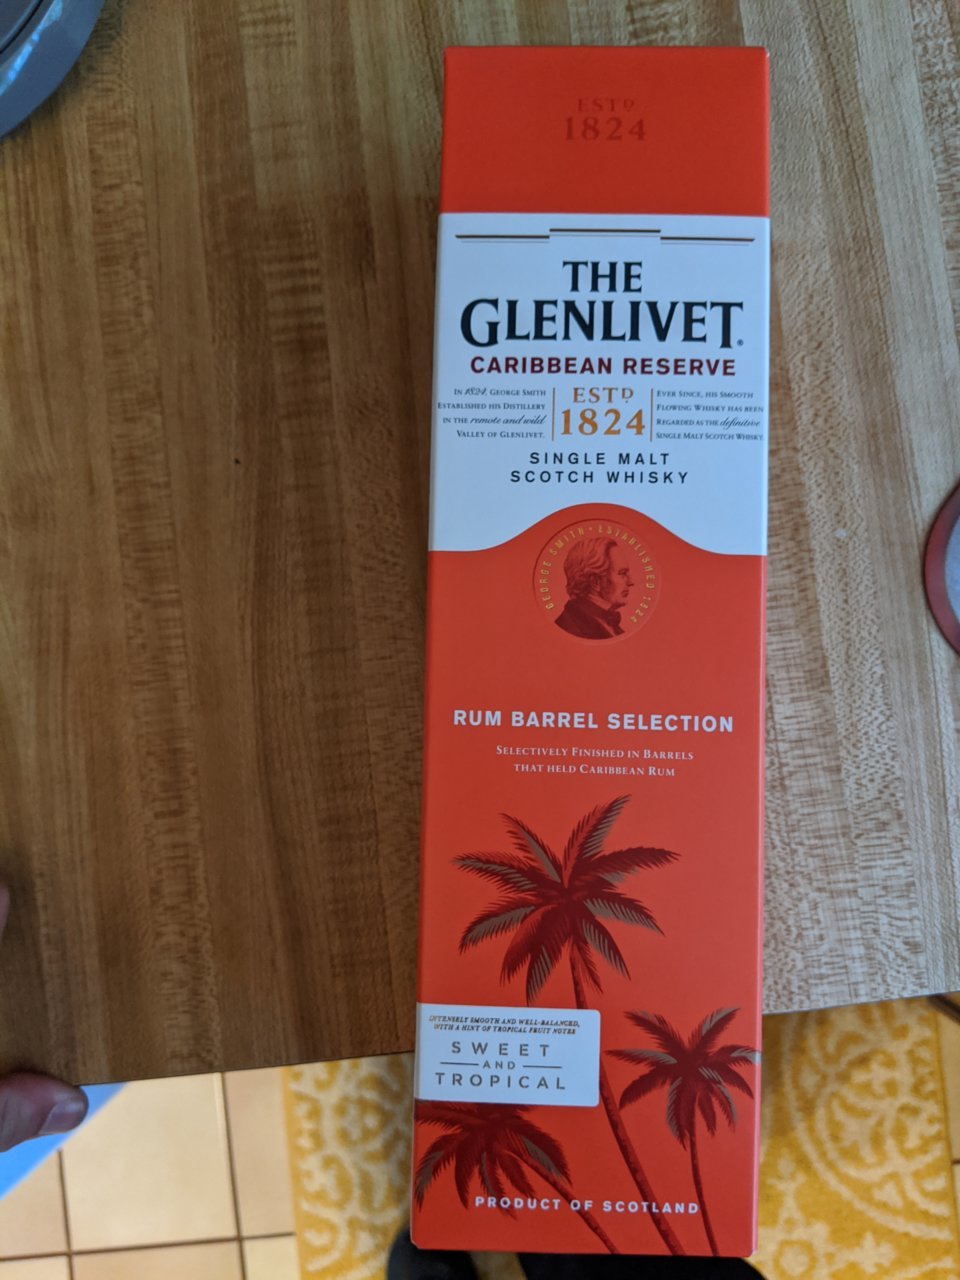 ESTD
1824
THE
GLENLIVET®
CARIBBEAN RESERVE
IN 1824, GEORGE SMITH
ESTABLISHED HIS DISTILLERY
IN THE remote and wild
VALLEY OF GLENLIVET.
ESTD
1824
EVER SINCE, HIS SMOOTH
FLOWING WHISKY HAS BEEN
REGARDED AS THE definitive
SINGLE MALT SCOTCH WHISKY.
SINGLE MALT
SCOTCH WHISKY
GEORGE SMITH • ESTABLISHED 1824
RUM BARREL SELECTION
SELECTIVELY FINISHED IN BARRELS
THAT HELD CARIBBEAN RUM
INTENSELY SMOOTH AND WELL-BALANCED,
WITH A HINT OF TROPICAL FRUIT NOTES
SWEET
AND
TROPICAL
PRODUCT OF SCOTLAND